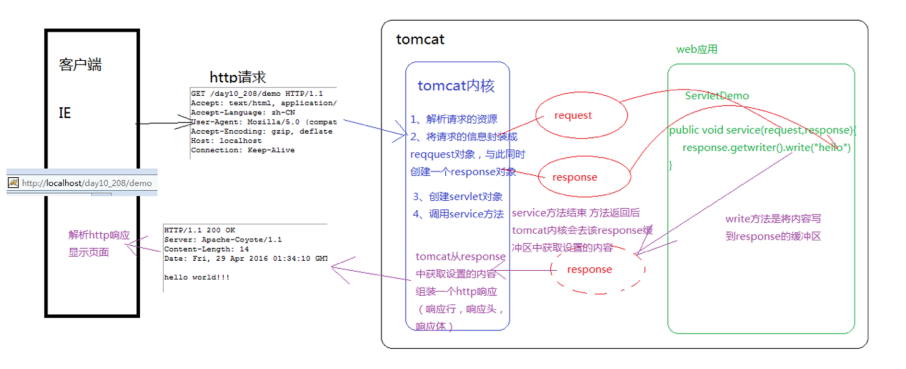 客户端
IE
http://localhost/day10_208/demo
解析http响应
显示页面
http请求
GET /day10_208/demo HTTP/1.1
Accept: text/html, application/
Accept-Language: zh-CN
User-Agent: Mozilla/5.0 (compat
Accept-Encoding: gzip, deflate
Host: localhost
Connection: Keep-Alive
HTTP/1.1 200 OK
Server: Apache-Coyote/1.1
Content-Length: 14
Date: Fri, 29 Apr 2016 01:34:10 GMT
hello world!!!
tomcat
tomcat内核
1、解析请求的资源
2、将请求的信息封装成
reqquest对象，与此同时
创建一个response对象
3、创建servlet对象
4、调用service方法
tomcat从response
中获取设置的内容
组装一个http响应
（响应行，响应头，
响应体）
request
response
service方法结束 方法返回后
tomcat内核会去该response缓
冲区中获取设置的内容
response
web应用
ServletDemo
public void service(request,response){
response.getwriter().write("hello")
}
write方法是将内容写
到response的缓冲区